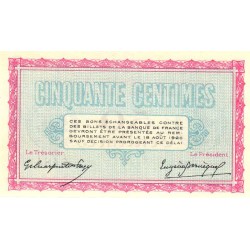 CINQUANTE CENTIMES
CES BONS ÉCHANGEABLES CONTRE
DES BILLETS DE LA BANQUE DE FRANCE
DEVRONT ÊTRE PRÉSENTÉS AU REM-
BOURSEMENT AVANT LE 18 AOÛT 1920
SAUF DÉCISION PROROGEANT CE DÉLAI
Le Trésorier Le Président